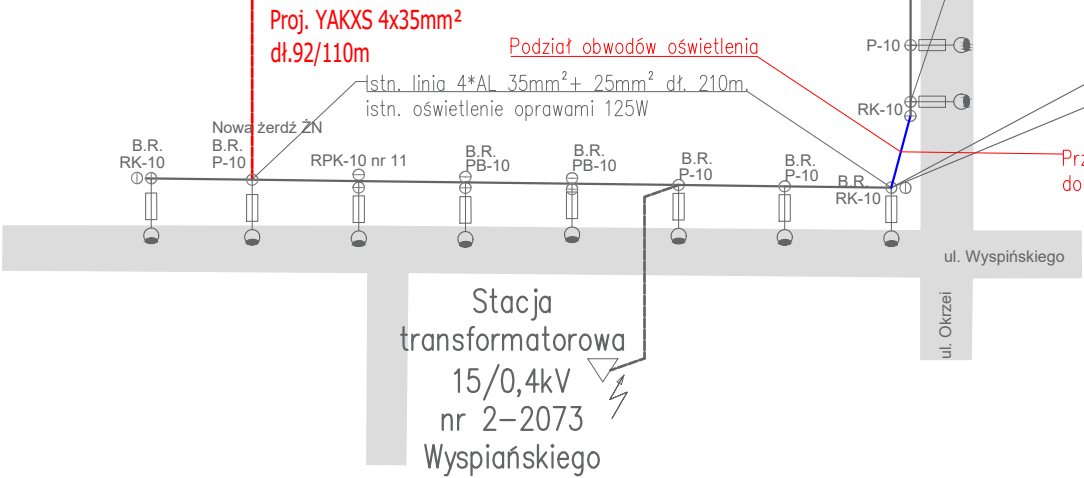 Proj. YAKXS 4x35mm²
dł.92/110m
Podział obwodów oświetlenia
P-10
Istn. linia 4*AL 35mm²+ 25mm² dł. 210m.
istn. oświetlenie oprawami 125W
RK-10
Nowa żerdź ŻN
B.R.
RK-10
B.R.
P-10
RPK-10 nr 11
B.R.
PB-10
B.R.
PB-10
B.R.
P-10
B.R.
P-10
B.R.
RK-10
Prz
do
ul. Wyspińskiego
ul. Okrzei
Stacja
transformatorowa
15/0,4kV
nr 2-2073
Wyspiańskiego